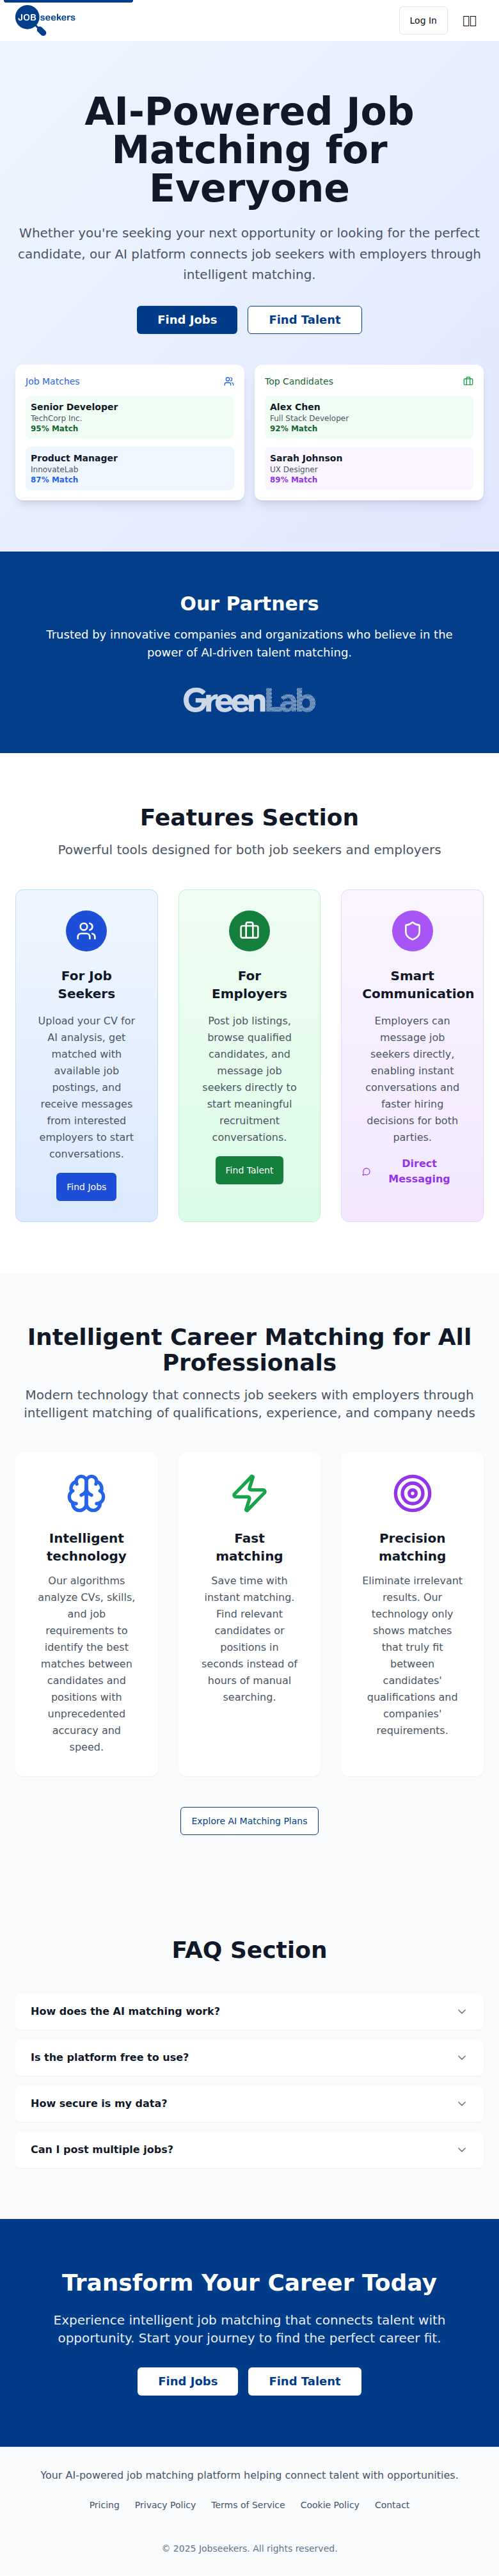 JOBseekers
Log In
AI-Powered Job
Matching for
Everyone
Whether you're seeking your next opportunity or looking for the perfect
candidate, our AI platform connects job seekers with employers through
intelligent matching.
Find Jobs
Find Talent
Job Matches
Senior Developer
TechCorp Inc.
95% Match
Product Manager
InnovateLab
87% Match
Top Candidates
Alex Chen
Full Stack Developer
92% Match
Sarah Johnson
UX Designer
89% Match
Our Partners
Trusted by innovative companies and organizations who believe in the
power of AI-driven talent matching.
GreenLab
Features Section
Powerful tools designed for both job seekers and employers
For Job
Seekers
Upload your CV for
AI analysis, get
matched with
available job
postings, and
receive messages
from interested
employers to start
conversations.
Find Jobs
For
Employers
Post job listings,
browse qualified
candidates, and
message job
seekers directly to
start meaningful
recruitment
conversations.
Find Talent
Smart
Communication
Employers can
message job
seekers directly,
enabling instant
conversations and
faster hiring
decisions for both
parties.
Direct
Messaging
Intelligent Career Matching for All
Professionals
Modern technology that connects job seekers with employers through
intelligent matching of qualifications, experience, and company needs
Intelligent
technology
Our algorithms
analyze CVs, skills,
and job
requirements to
identify the best
matches between
candidates and
positions with
unprecedented
accuracy and
speed.
Fast
matching
Save time with
instant matching.
Find relevant
candidates or
positions in
seconds instead of
hours of manual
searching.
Precision
matching
Eliminate irrelevant
results. Our
technology only
shows matches
that truly fit
between
candidates'
qualifications and
companies'
requirements.
Explore AI Matching Plans
FAQ Section
How does the AI matching work?
Is the platform free to use?
How secure is my data?
Can I post multiple jobs?
Transform Your Career Today
Experience intelligent job matching that connects talent with
opportunity. Start your journey to find the perfect career fit.
Find Jobs
Find Talent
Your AI-powered job matching platform helping connect talent with opportunities.
Pricing
Privacy Policy
Terms of Service
Cookie Policy
Contact
© 2025 Jobseekers. All rights reserved.